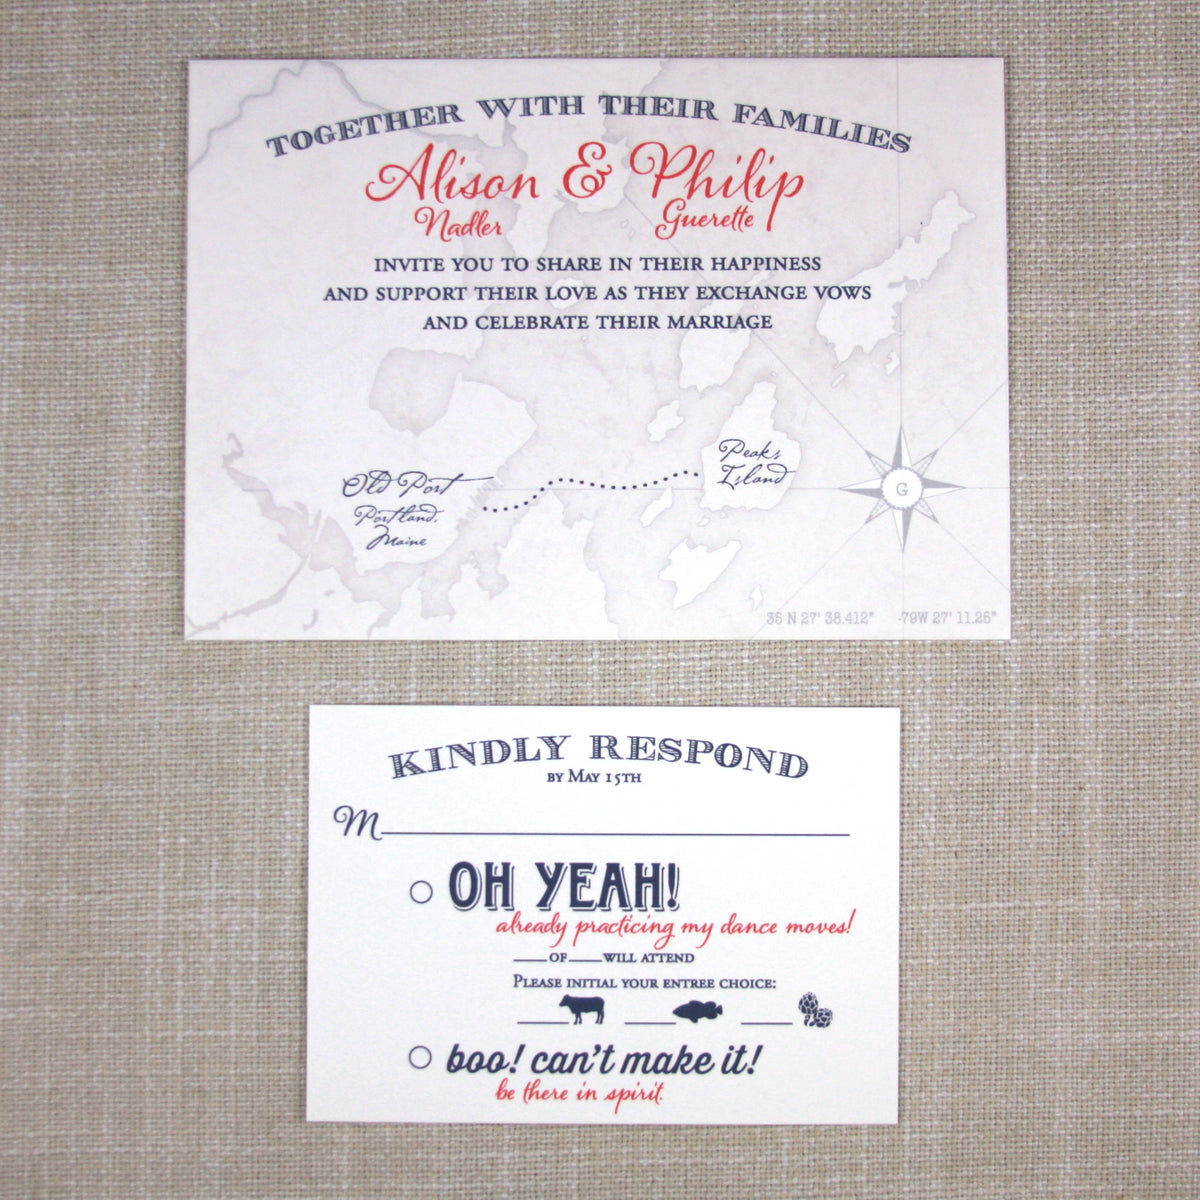 TOGETHER WITH THEIR FAMILIES
Alison & Philip
Nadler Guerette
INVITE YOU TO SHARE IN THEIR HAPPINESS
AND SUPPORT THEIR LOVE AS THEY EXCHANGE VOWS
AND CELEBRATE THEIR MARRIAGE
Old Port
Portland,
Maine
Peaks
Island
G
36 N 27' 38.412" -79W 27' 11.25"
KINDLY RESPOND
BY MAY 15TH
M
OH YEAH!
already practicing my dance moves!
___OF___WILL ATTEND
PLEASE INITIAL YOUR ENTREE CHOICE:
boo! can't make it!
be there in spirit.